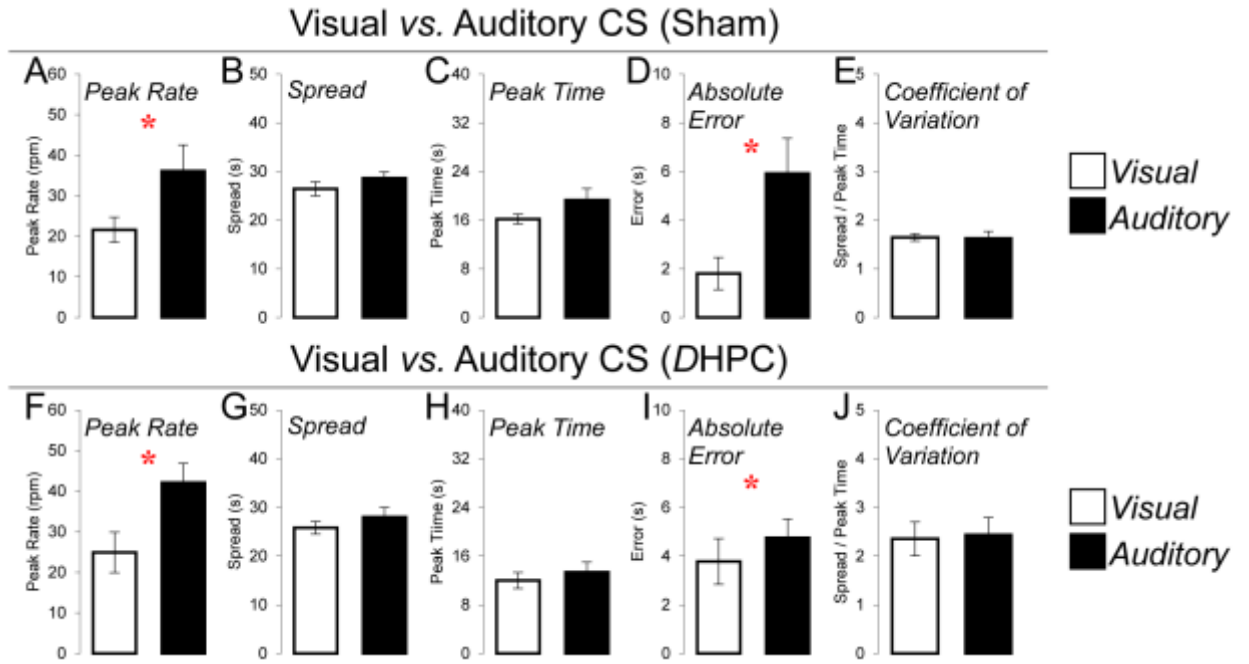 Visual vs. Auditory CS (Sham)
A
Peak Rate
*
Peak Rate (rpm)
60
50
40
30
20
10
0
B
Spread
Spread (s)
50
40
30
20
10
0
C
Peak Time
Peak Tiime (s)
40
32
24
16
8
0
D
Absolute
Error
*
Error (s)
10
8
6
4
2
0
E
Coefficient of
Variation
Spread / Peak Time
5
4
3
2
1
0
Visual
Auditory
Visual vs. Auditory CS (DHPC)
F
Peak Rate
*
Peak Rate (rpm)
60
50
40
30
20
10
0
G
Spread
Spread (s)
50
40
30
20
10
0
H
Peak Time
Peak Tiime (s)
40
32
24
16
8
0
I
Absolute
Error
*
Error (s)
10
8
6
4
2
0
J
Coefficient of
Variation
Spread / Peak Time
5
4
3
2
1
0
Visual
Auditory